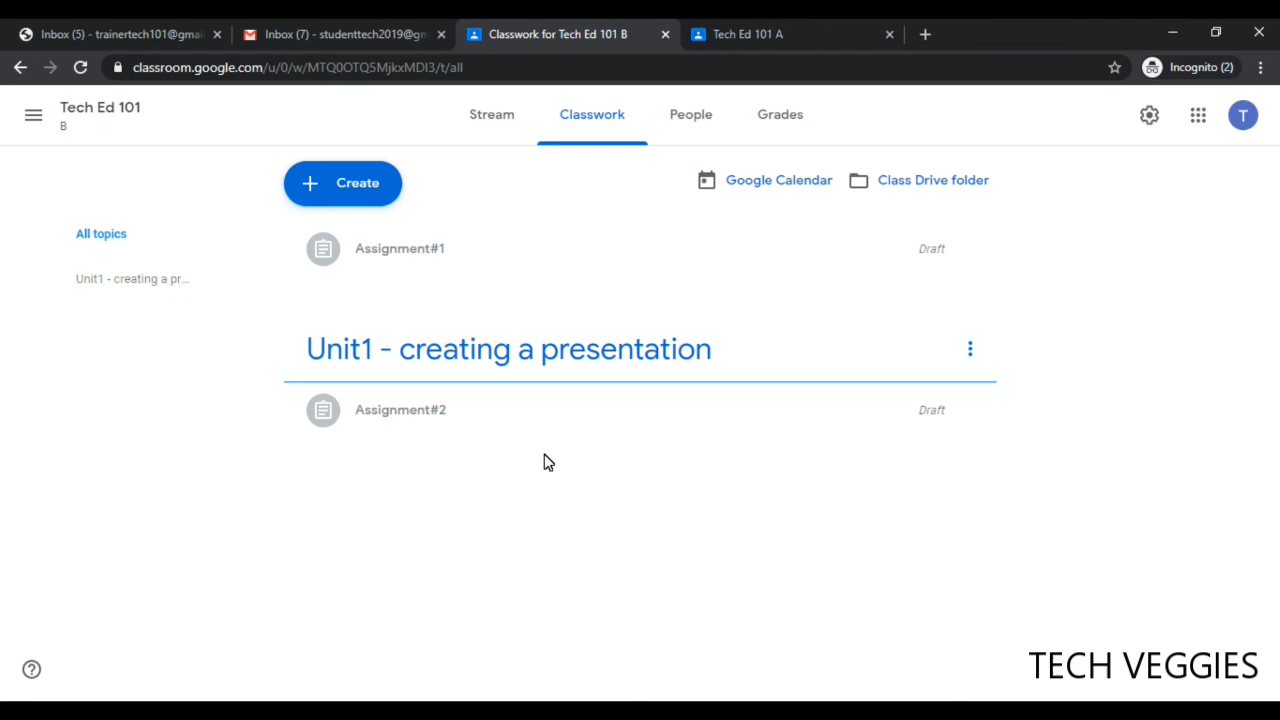 Inbox (5) - trainertech101@gmail
Inbox (7) - studenttech2019@gm
Classwork for Tech Ed 101 B
Tech Ed 101 A
classroom.google.com/u/0/w/MTQ0OTQ5MjkxMDI3/t/all
Incognito (2)
Tech Ed 101
B
Stream
Classwork
People
Grades
T
Create
Google Calendar
Class Drive folder
All topics
Unit1 - creating a pr...
Assignment#1
Draft
Unit1 - creating a presentation
Assignment#2
Draft
TECH VEGGIES